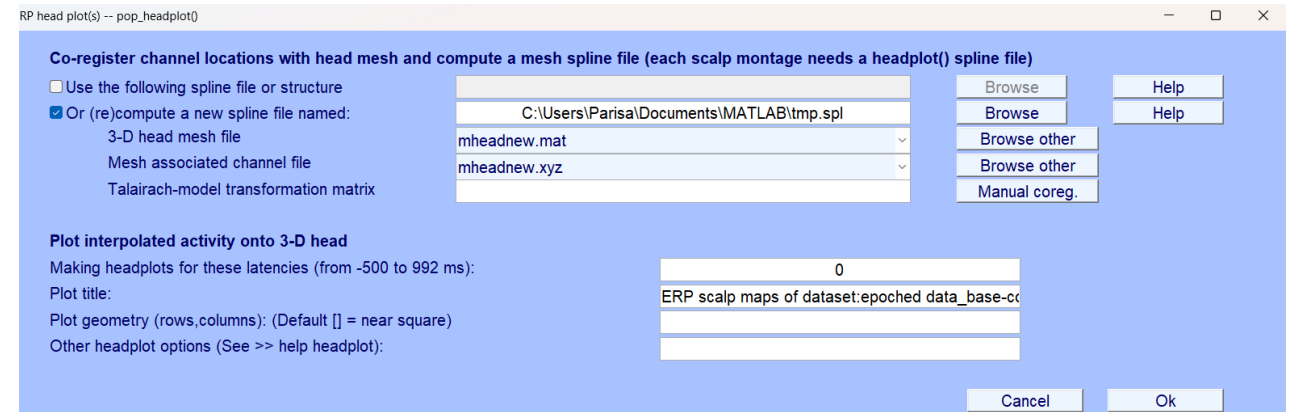 RP head plot(s) -- pop_headplot()
Co-register channel locations with head mesh and compute a mesh spline file (each scalp montage needs a headplot() spline file)
Use the following spline file or structure Browse Help
Or (re)compute a new spline file named: C:\Users\Parisa\Documents\MATLAB\tmp.spl Browse Help
3-D head mesh file mheadnew.mat Browse other
Mesh associated channel file mheadnew.xyz Browse other
Talairach-model transformation matrix Manual coreg.
Plot interpolated activity onto 3-D head
Making headplots for these latencies (from -500 to 992 ms): 0
Plot title: ERP scalp maps of dataset:epoched data_base-co
Plot geometry (rows,columns): (Default [] = near square)
Other headplot options (See >> help headplot):
Cancel Ok